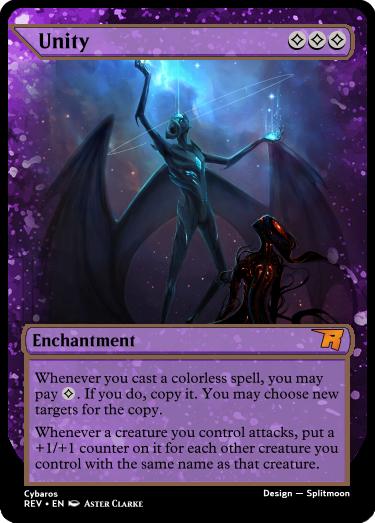 Unity
Enchantment
Whenever you cast a colorless spell, you may
pay . If you do, copy it. You may choose new
targets for the copy.
Whenever a creature you control attacks, put a
+1/+1 counter on it for each other creature you
control with the same name as that creature.
Cybaros
REV • EN Aster Clarke
Design — Splitmoon